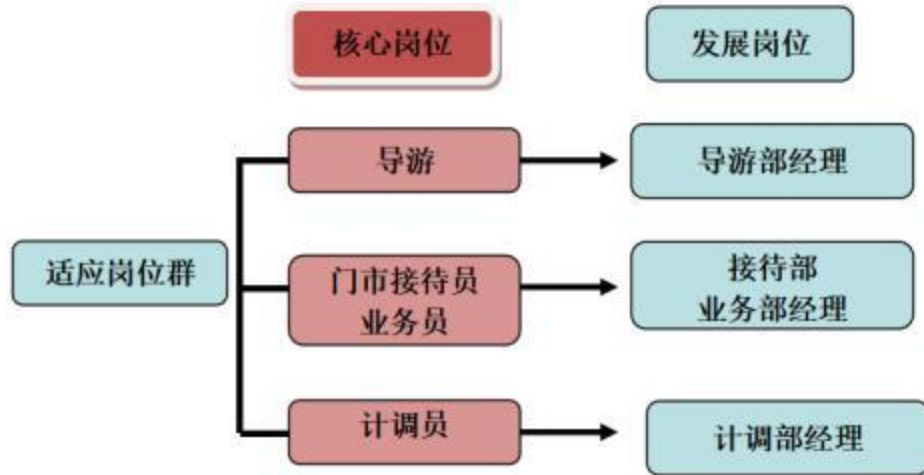 核心岗位
发展岗位
导游
导游部经理
适应岗位群
门市接待员
业务员
接待部
业务部经理
计调员
计调部经理